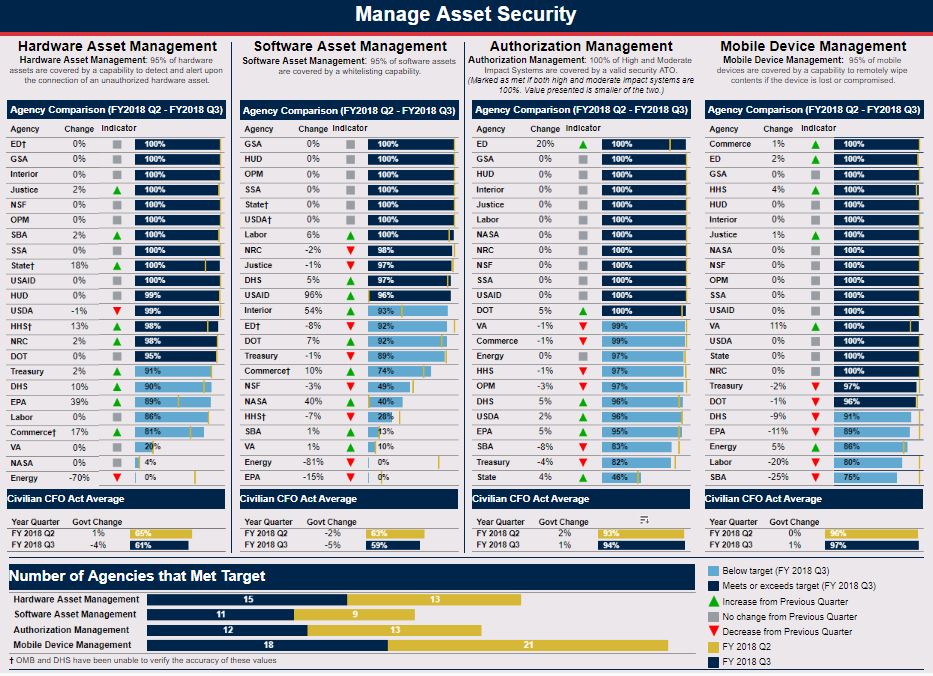 Manage Asset Security
Hardware Asset Management
Hardware Asset Management: 95% of hardware
assets are covered by a capability to detect and alert upon
the connection of an unauthorized hardware asset.
Agency Comparison (FY2018 Q2 - FY2018 Q3)
Agency Change Indicator
ED† 0% 100%
GSA 0% 100%
Interior 0% 100%
Justice 2% 100%
NSF 0% 100%
OPM 0% 100%
SBA 2% 100%
SSA 0% 100%
State† 18% 100%
USAID 0% 100%
HUD 0% 99%
USDA -1% 99%
HHS† 13% 98%
NRC 2% 98%
DOT 0% 95%
Treasury 2% 91%
DHS 10% 90%
EPA 39% 89%
Labor 0% 86%
Commerce† 17% 81%
VA 0% 20%
NASA 0% 4%
Energy -70% 0%
Civilian CFO Act Average
Year Quarter Govt Change
FY 2018 Q2 1% 65%
FY 2018 Q3 -4% 61%
Software Asset Management
Software Asset Management: 95% of software assets
are covered by a whitelisting capability.
Agency Comparison (FY2018 Q2 - FY2018 Q3)
Agency Change Indicator
GSA 0% 100%
HUD 0% 100%
OPM 0% 100%
SSA 0% 100%
State† 0% 100%
USDA† 0% 100%
Labor 6% 100%
NRC -2% 98%
Justice -1% 97%
DHS 5% 97%
USAID 96% 96%
Interior 54% 93%
ED† -8% 92%
DOT 7% 92%
Treasury -1% 89%
Commerce† 10% 74%
NSF -3% 49%
NASA 40% 40%
HHS† -7% 26%
SBA 1% 13%
VA 1% 10%
Energy -81% 0%
EPA -15% 0%
Civilian CFO Act Average
Year Quarter Govt Change
FY 2018 Q2 -2% 63%
FY 2018 Q3 -5% 59%
Authorization Management
Authorization Management: 100% of High and Moderate
Impact Systems are covered by a valid security ATO.
(Marked as met if both high and moderate impact systems are
100%. Value presented is smaller of the two.)
Agency Comparison (FY2018 Q2 - FY2018 Q3)
Agency Change Indicator
ED 20% 100%
GSA 0% 100%
HUD 0% 100%
Interior 0% 100%
Justice 0% 100%
Labor 0% 100%
NASA 0% 100%
NRC 0% 100%
NSF 0% 100%
SSA 0% 100%
USAID 0% 100%
DOT 5% 100%
VA -1% 99%
Commerce -1% 99%
Energy 0% 97%
HHS -1% 97%
OPM -3% 97%
DHS 5% 96%
USDA 2% 96%
EPA 5% 95%
SBA -8% 83%
Treasury -4% 82%
State 4% 46%
Civilian CFO Act Average
Year Quarter Govt Change
FY 2018 Q2 2% 93%
FY 2018 Q3 1% 94%
Mobile Device Management
Mobile Device Management: 95% of mobile
devices are covered by a capability to remotely wipe
contents if the device is lost or compromised.
Agency Comparison (FY2018 Q2 - FY2018 Q3)
Agency Change Indicator
Commerce 1% 100%
ED 2% 100%
GSA 0% 100%
HHS 4% 100%
HUD 0% 100%
Interior 0% 100%
Justice 1% 100%
NASA 0% 100%
NSF 0% 100%
OPM 0% 100%
SSA 0% 100%
USAID 0% 100%
VA 11% 100%
USDA 0% 100%
State 0% 100%
NRC 0% 100%
Treasury -2% 97%
DOT -1% 96%
DHS -9% 91%
EPA -11% 89%
Energy 5% 86%
Labor -20% 80%
SBA -25% 75%
Civilian CFO Act Average
Year Quarter Govt Change
FY 2018 Q2 0% 96%
FY 2018 Q3 1% 97%
Number of Agencies that Met Target
Hardware Asset Management 15 13
Software Asset Management 11 9
Authorization Management 12 13
Mobile Device Management 18 21
† OMB and DHS have been unable to verify the accuracy of these values
Below target (FY 2018 Q3)
Meets or exceeds target (FY 2018 Q3)
Increase from Previous Quarter
No change from Previous Quarter
Decrease from Previous Quarter
FY 2018 Q2
FY 2018 Q3